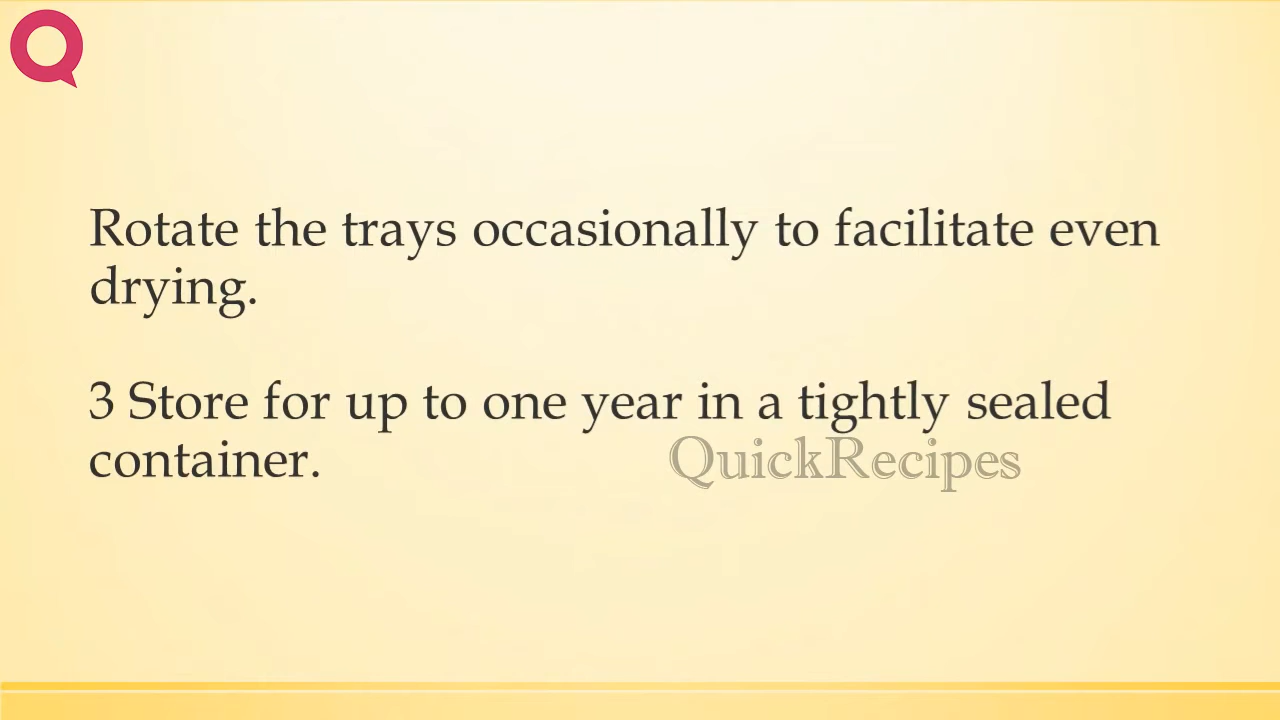 Rotate the trays occasionally to facilitate even
drying.
3 Store for up to one year in a tightly sealed
container.
QuickRecipes